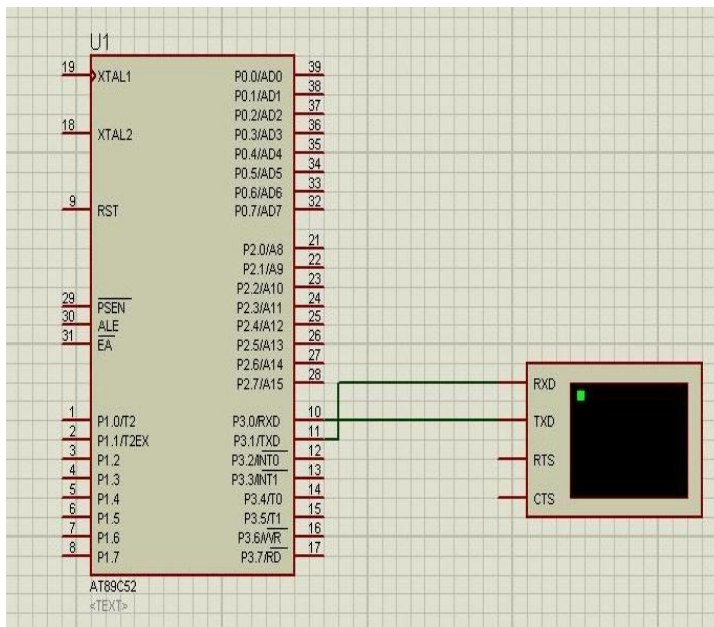 U1
19
XTAL1
18
XTAL2
9
RST
29
PSEN
30
ALE
31
EA
1
P1.0/T2
2
P1.1/T2EX
3
P1.2
4
P1.3
5
P1.4
6
P1.5
7
P1.6
8
P1.7
P0.0/AD0
39
P0.1/AD1
38
P0.2/AD2
37
P0.3/AD3
36
P0.4/AD4
35
P0.5/AD5
34
P0.6/AD6
33
P0.7/AD7
32
P2.0/A8
21
P2.1/A9
22
P2.2/A10
23
P2.3/A11
24
P2.4/A12
25
P2.5/A13
26
P2.6/A14
27
P2.7/A15
28
P3.0/RXD
10
P3.1/TXD
11
P3.2/INT0
12
P3.3/INT1
13
P3.4/T0
14
P3.5/T1
15
P3.6/WR
16
P3.7/RD
17
AT89C52
<TEXT>
RXD
TXD
RTS
CTS